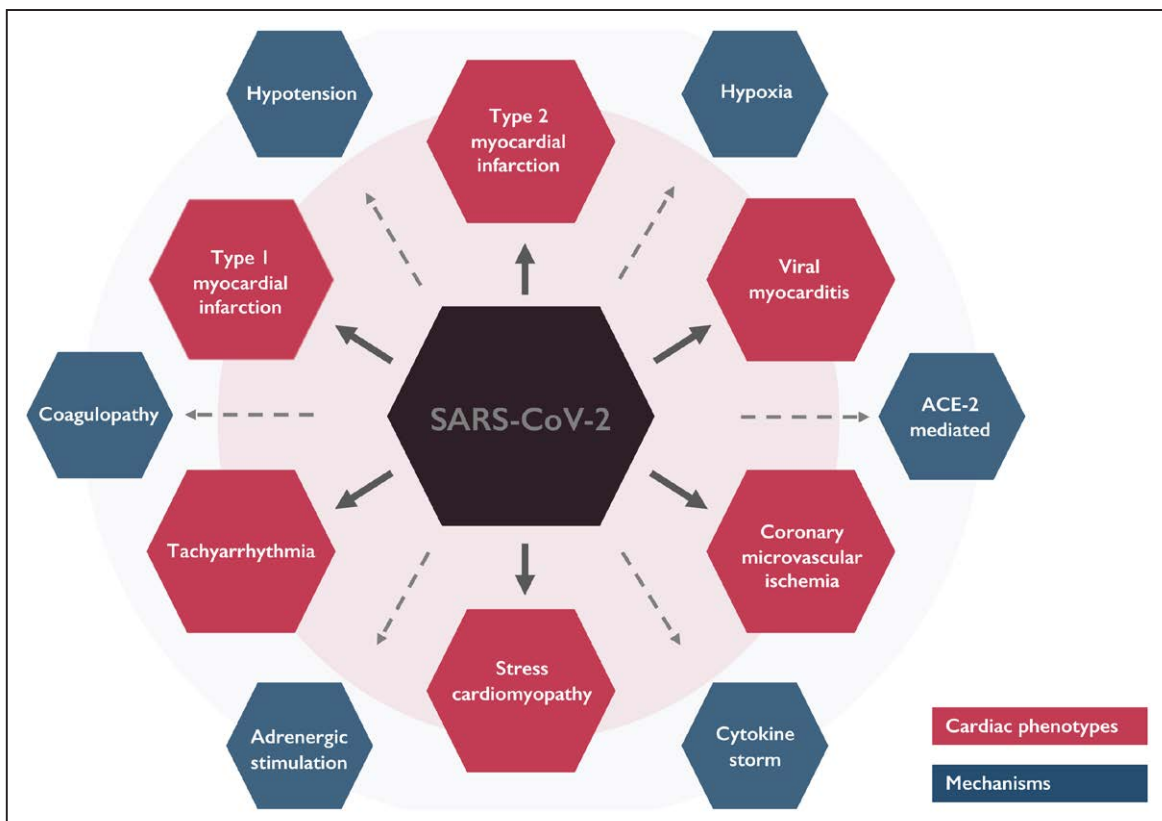 Hypotension
Hypoxia
Type 2
myocardial
infarction
Type 1
myocardial
infarction
Viral
myocarditis
Coagulopathy
SARS-CoV-2
ACE-2
mediated
Tachyarrhythmia
Coronary
microvascular
ischemia
Stress
cardiomyopathy
Adrenergic
stimulation
Cytokine
storm
Cardiac phenotypes
Mechanisms